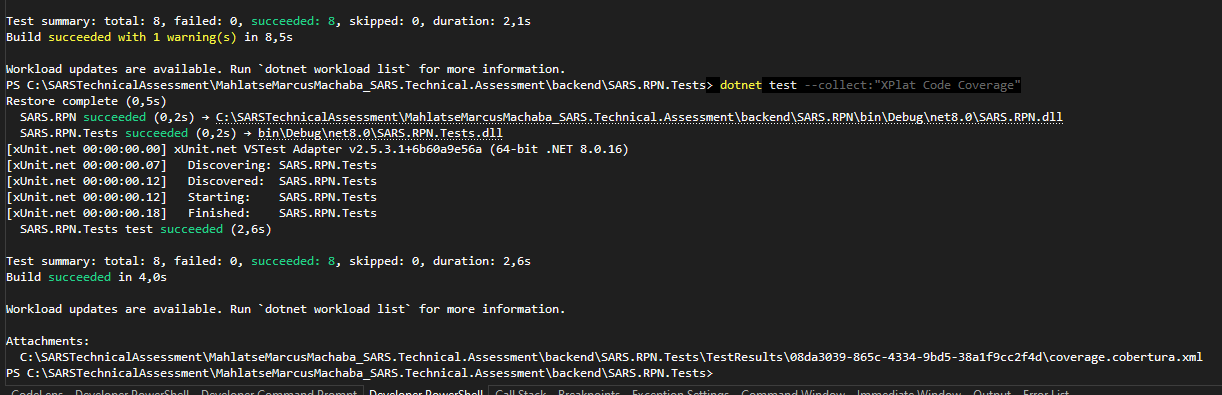 Test summary: total: 8, failed: 0, succeeded: 8, skipped: 0, duration: 2,1s
Build succeeded with 1 warning(s) in 8,5s
Workload updates are available. Run `dotnet workload list` for more information.
PS C:\SARSTechnicalAssessment\MahlatseMarcusMachaba_SARS.Technical.Assessment\backend\SARS.RPN.Tests> dotnet test --collect:"XPlat Code Coverage"
Restore complete (0,5s)
  SARS.RPN succeeded (0,2s) → C:\SARSTechnicalAssessment\MahlatseMarcusMachaba_SARS.Technical.Assessment\backend\SARS.RPN\bin\Debug\net8.0\SARS.RPN.dll
  SARS.RPN.Tests succeeded (0,2s) → bin\Debug\net8.0\SARS.RPN.Tests.dll
[xUnit.net 00:00:00.00] xUnit.net VSTest Adapter v2.5.3.1+6b60a9e56a (64-bit .NET 8.0.16)
[xUnit.net 00:00:00.07]   Discovering: SARS.RPN.Tests
[xUnit.net 00:00:00.12]   Discovered:  SARS.RPN.Tests
[xUnit.net 00:00:00.12]   Starting:    SARS.RPN.Tests
[xUnit.net 00:00:00.18]   Finished:    SARS.RPN.Tests
  SARS.RPN.Tests test succeeded (2,6s)
Test summary: total: 8, failed: 0, succeeded: 8, skipped: 0, duration: 2,6s
Build succeeded in 4,0s
Workload updates are available. Run `dotnet workload list` for more information.
Attachments:
  C:\SARSTechnicalAssessment\MahlatseMarcusMachaba_SARS.Technical.Assessment\backend\SARS.RPN.Tests\TestResults\08da3039-865c-4334-9bd5-38a1f9cc2f4d\coverage.cobertura.xml
PS C:\SARSTechnicalAssessment\MahlatseMarcusMachaba_SARS.Technical.Assessment\backend\SARS.RPN.Tests>
CodeLens Developer PowerShell Developer Command Prompt Developer PowerShell Call Stack Breakpoints Exception Settings Command Window Immediate Window Output Error List